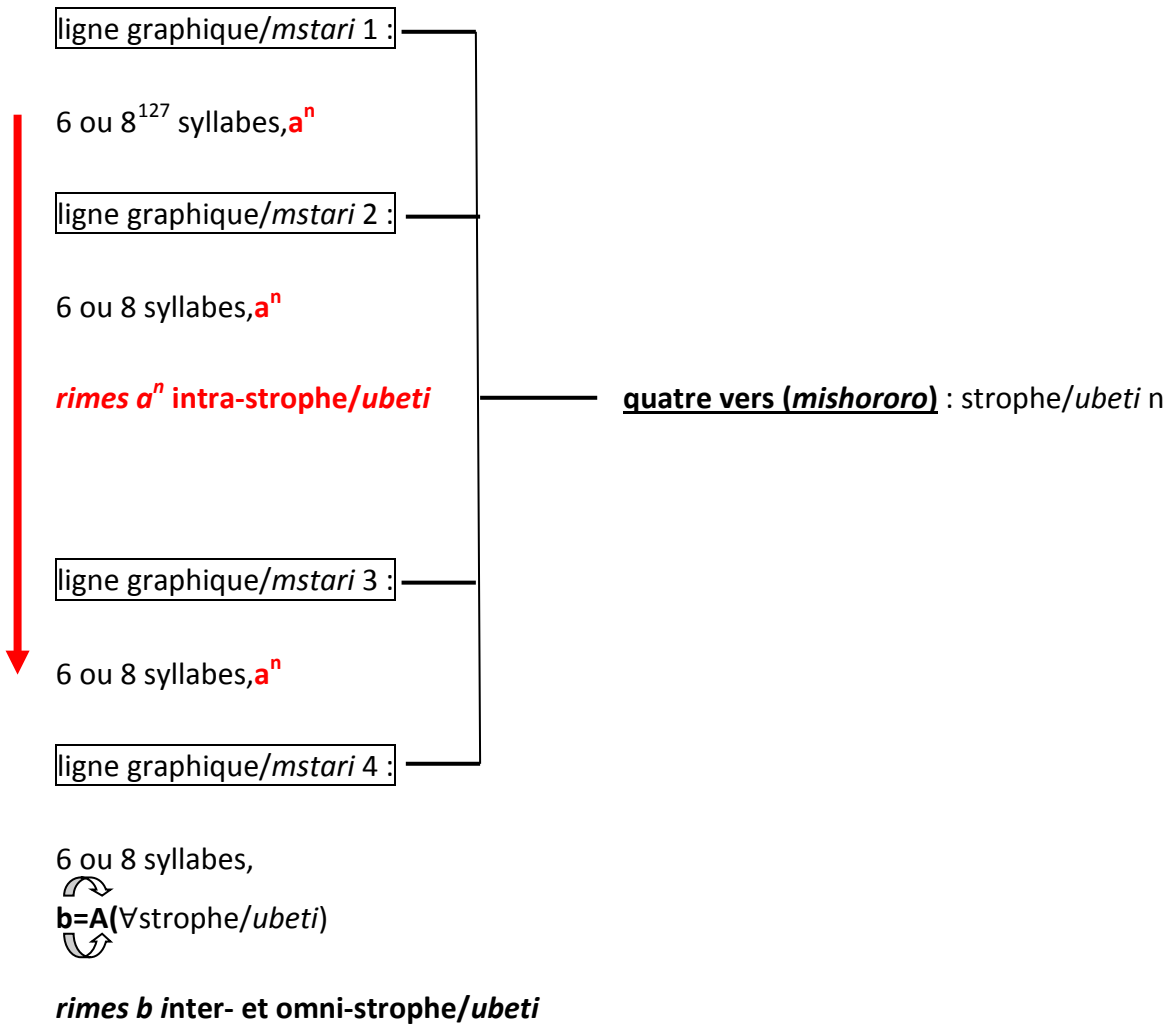 ligne graphique/mstari 1 :
6 ou 8¹²⁷ syllabes,aⁿ
ligne graphique/mstari 2 :
6 ou 8 syllabes,aⁿ
rimes aⁿ intra-strophe/ubeti
quatre vers (mishororo) : strophe/ubeti n
ligne graphique/mstari 3 :
6 ou 8 syllabes,aⁿ
ligne graphique/mstari 4 :
6 ou 8 syllabes,
b=A(∀strophe/ubeti)
rimes b inter- et omni-strophe/ubeti